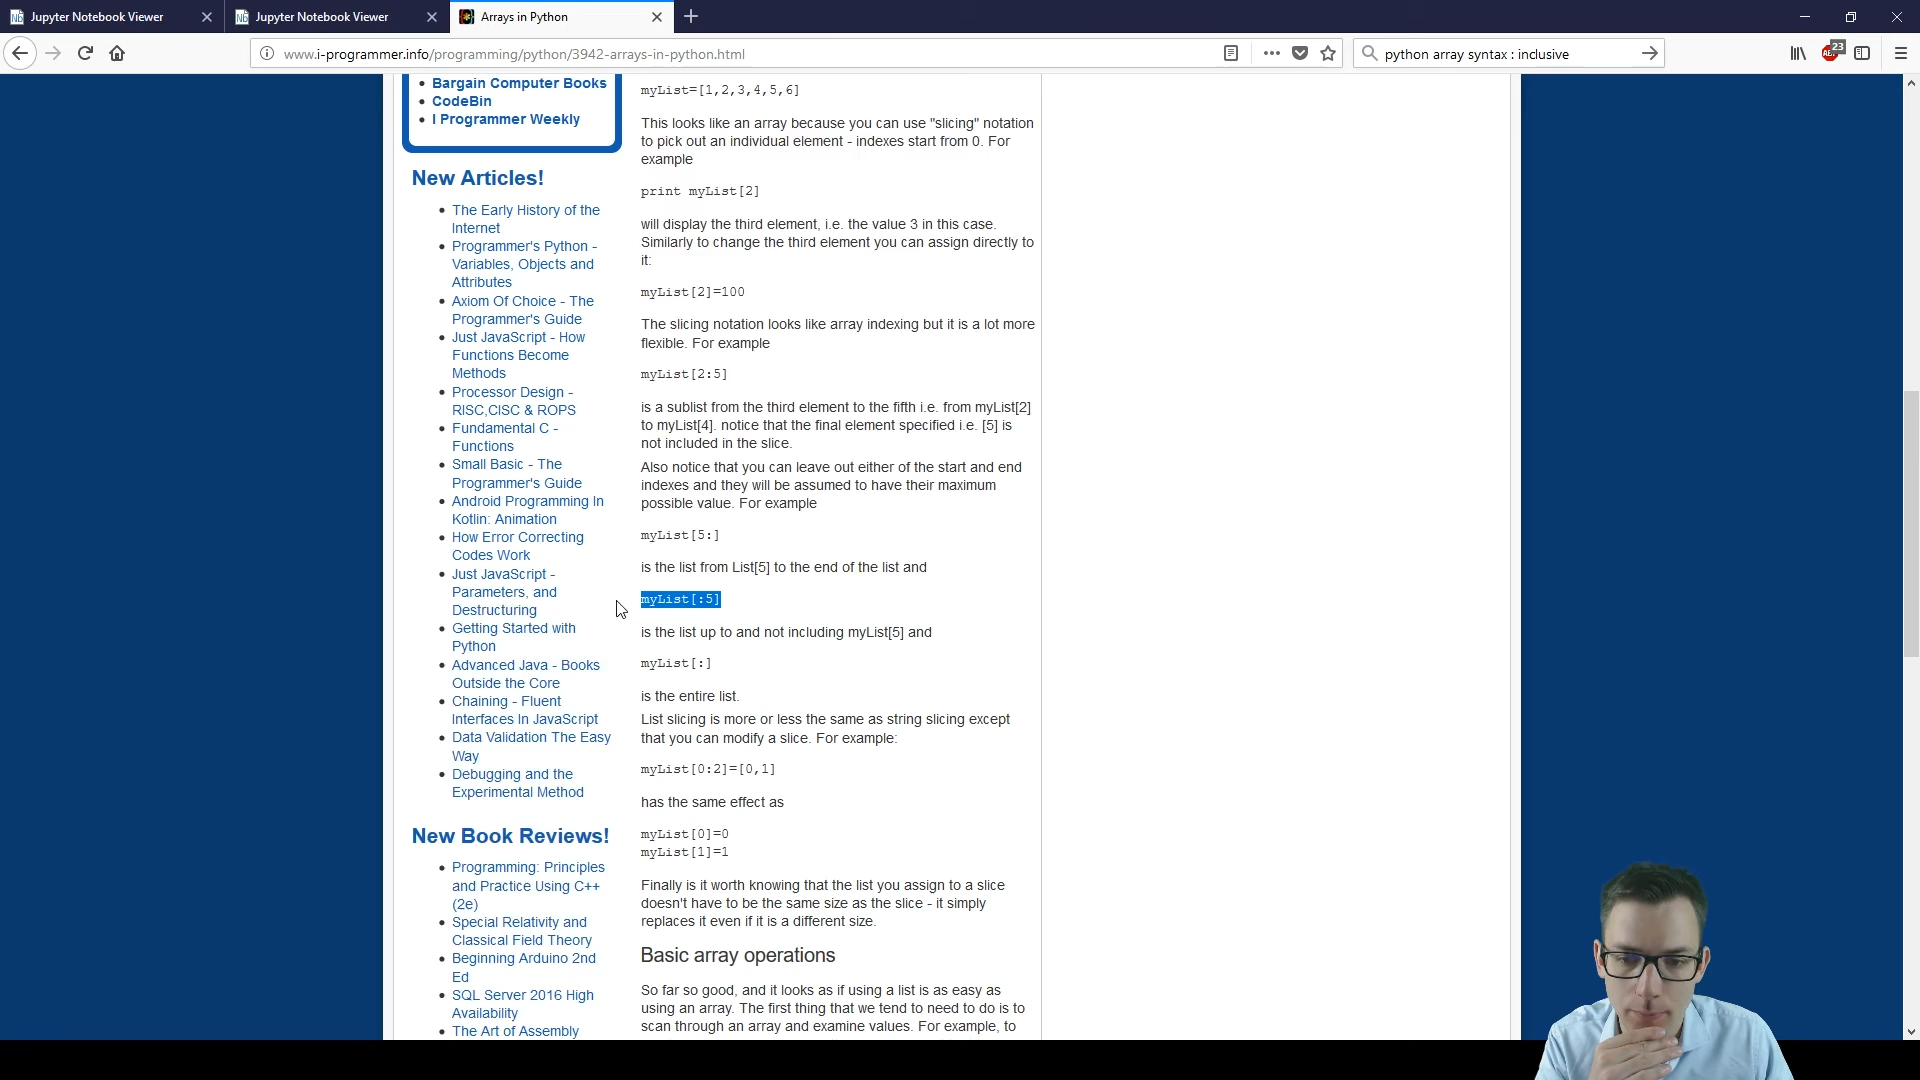 Jupyter Notebook Viewer
Jupyter Notebook Viewer
Arrays in Python
www.i-programmer.info/programming/python/3942-arrays-in-python.html
python array syntax : inclusive
23
Bargain Computer Books
CodeBin
I Programmer Weekly
New Articles!
The Early History of the
Internet
Programmer's Python -
Variables, Objects and
Attributes
Axiom Of Choice - The
Programmer's Guide
Just JavaScript - How
Functions Become
Methods
Processor Design -
RISC,CISC & ROPS
Fundamental C -
Functions
Small Basic - The
Programmer's Guide
Android Programming In
Kotlin: Animation
How Error Correcting
Codes Work
Just JavaScript -
Parameters, and
Destructuring
Getting Started with
Python
Advanced Java - Books
Outside the Core
Chaining - Fluent
Interfaces In JavaScript
Data Validation The Easy
Way
Debugging and the
Experimental Method
New Book Reviews!
Programming: Principles
and Practice Using C++
(2e)
Special Relativity and
Classical Field Theory
Beginning Arduino 2nd
Ed
SQL Server 2016 High
Availability
The Art of Assembly
myList=[1,2,3,4,5,6]
This looks like an array because you can use "slicing" notation
to pick out an individual element - indexes start from 0. For
example
print myList[2]
will display the third element, i.e. the value 3 in this case.
Similarly to change the third element you can assign directly to
it:
myList[2]=100
The slicing notation looks like array indexing but it is a lot more
flexible. For example
myList[2:5]
is a sublist from the third element to the fifth i.e. from myList[2]
to myList[4]. notice that the final element specified i.e. [5] is
not included in the slice.
Also notice that you can leave out either of the start and end
indexes and they will be assumed to have their maximum
possible value. For example
myList[5:]
is the list from List[5] to the end of the list and
myList[:5]
is the list up to and not including myList[5] and
myList[:]
is the entire list.
List slicing is more or less the same as string slicing except
that you can modify a slice. For example:
myList[0:2]=[0,1]
has the same effect as
myList[0]=0
myList[1]=1
Finally is it worth knowing that the list you assign to a slice
doesn't have to be the same size as the slice - it simply
replaces it even if it is a different size.
Basic array operations
So far so good, and it looks as if using a list is as easy as
using an array. The first thing that we tend to need to do is to
scan through an array and examine values. For example, to